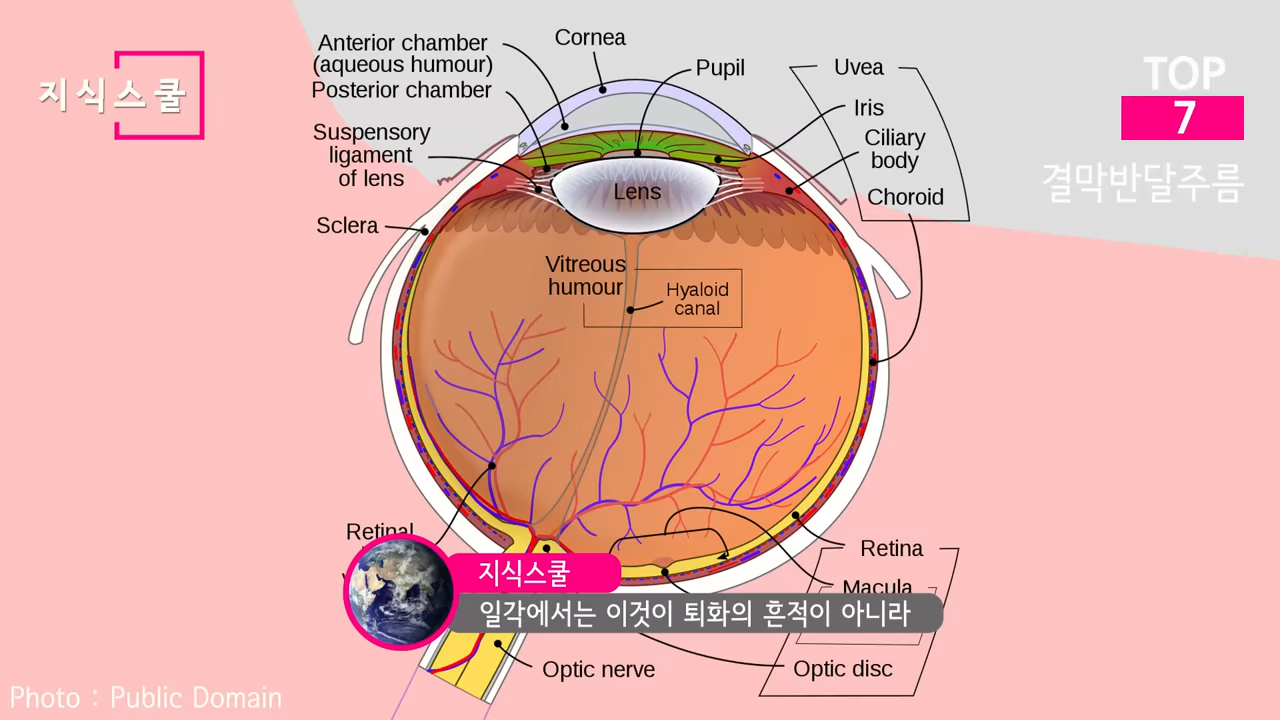 지식스쿨
TOP
7
결막반달주름
Anterior chamber
(aqueous humour)
Posterior chamber
Suspensory
ligament
of lens
Sclera
Cornea
Pupil
Uvea
Iris
Ciliary
body
Choroid
Lens
Vitreous
humour
Hyaloid
canal
Retinal
Retina
Macula
Optic nerve
Optic disc
지식스쿨
일각에서는 이것이 퇴화의 흔적이 아니라
Photo : Public Domain